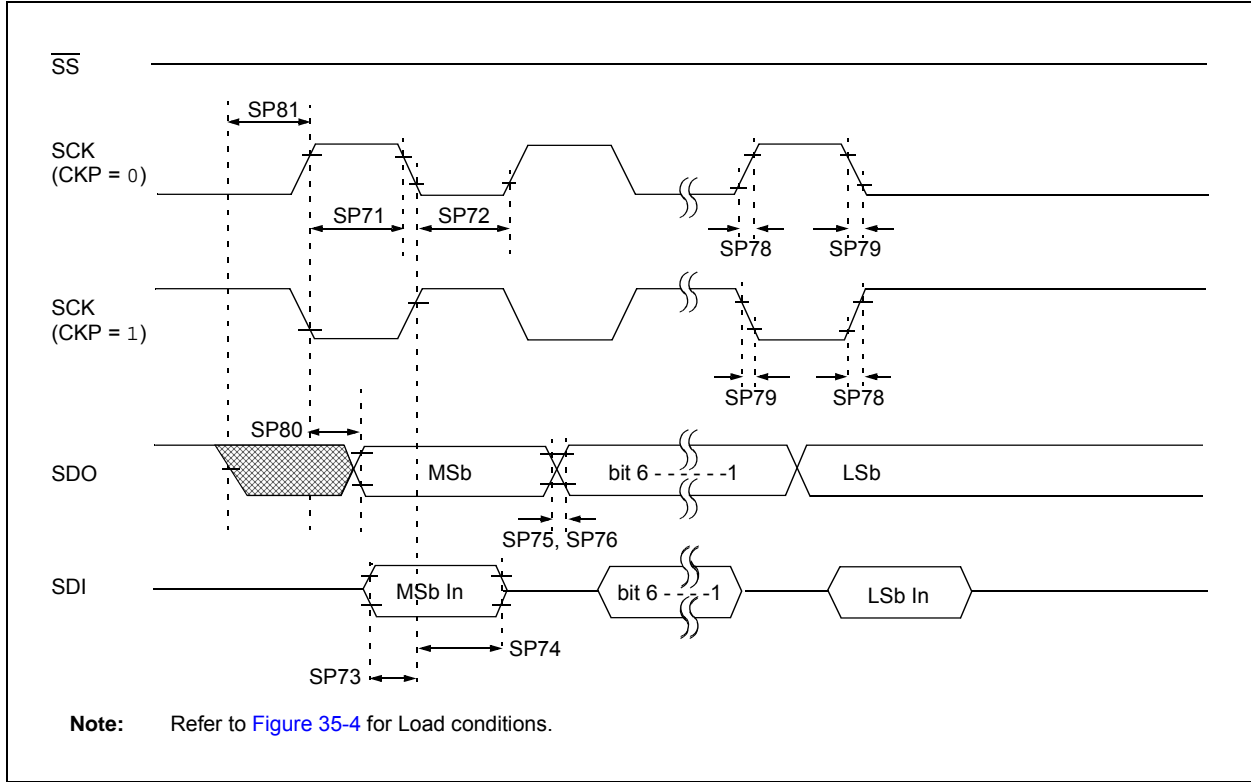 SS
SP81
SCK
(CKP = 0)
SP71
SP72
SP78
SP79
SCK
(CKP = 1)
SP79
SP78
SP80
SDO
MSb
bit 6 - - - - - -1
LSb
SP75, SP76
SDI
MSb In
bit 6 - - - - -1
LSb In
SP74
SP73
Note: Refer to Figure 35-4 for Load conditions.